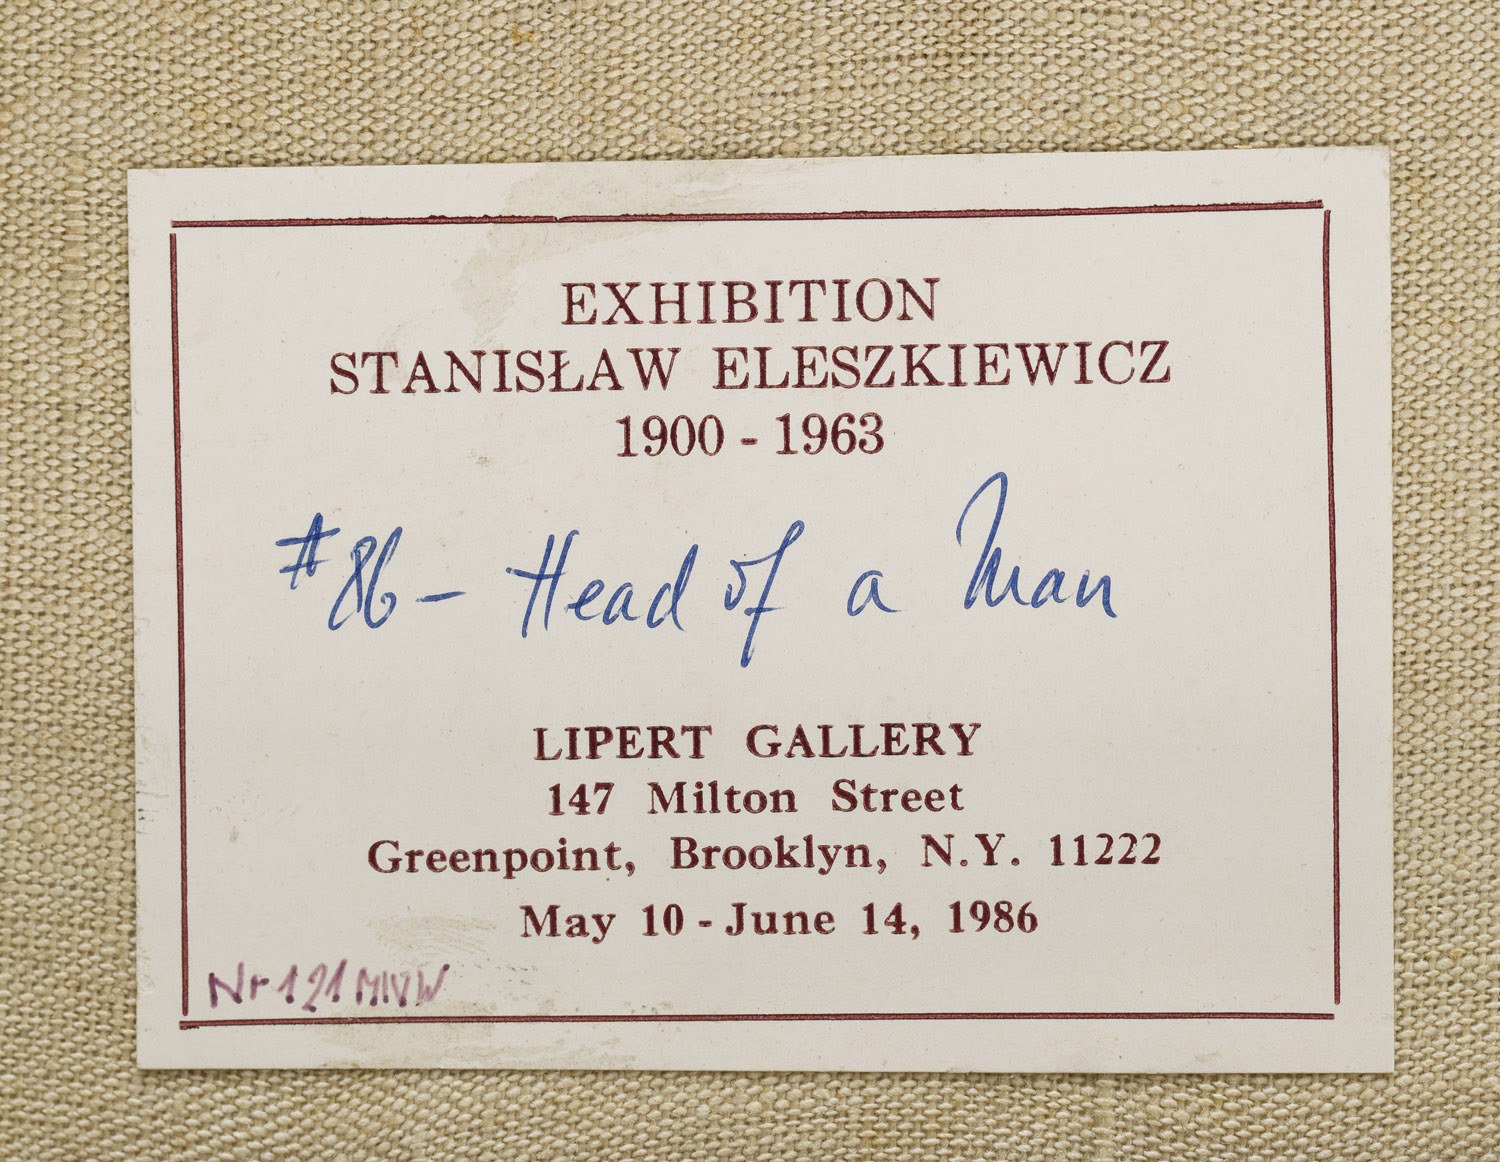 EXHIBITION
STANISŁAW ELESZKIEWICZ
1900 - 1963
#86 - Head of a Man
LIPERT GALLERY
147 Milton Street
Greenpoint, Brooklyn, N.Y. 11222
May 10 - June 14, 1986
Nr 121